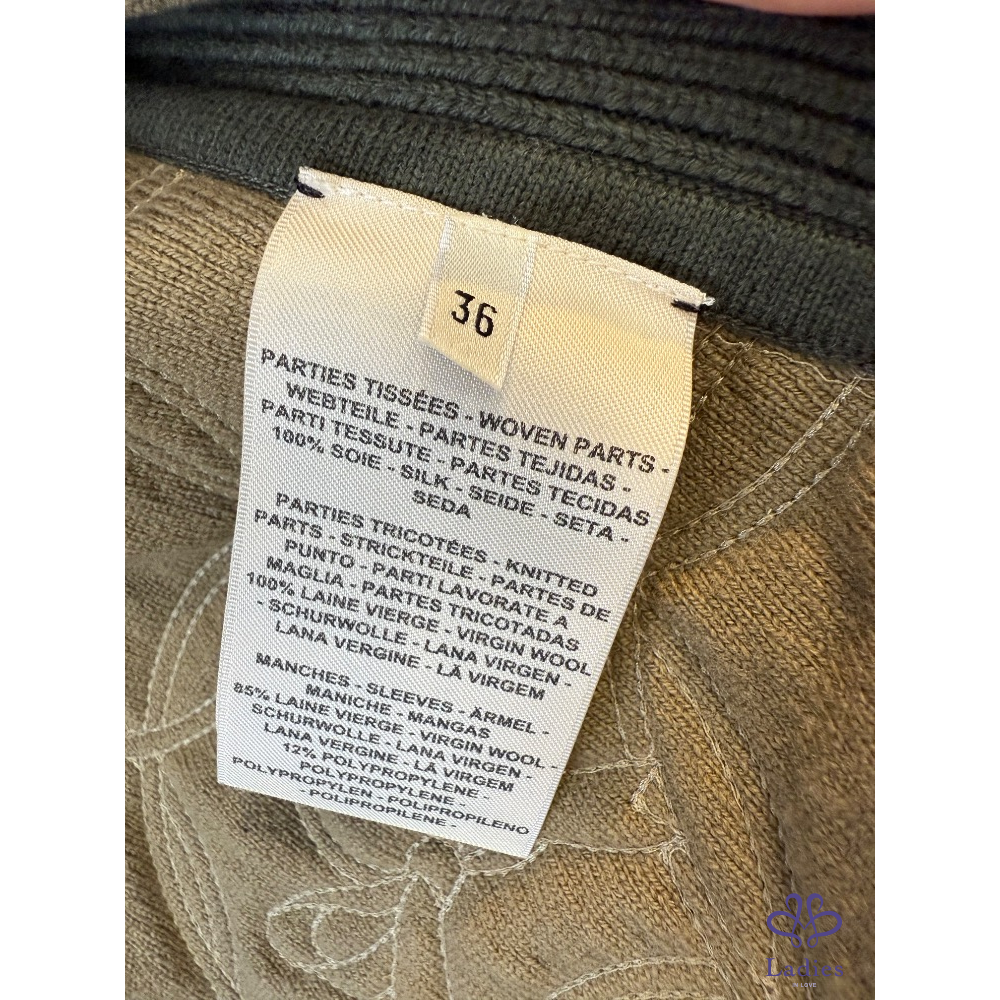 36
PARTIES TISSÉES - WOVEN PARTS -
WEBTEILE - PARTES TEJIDAS -
PARTI TESSUTE - PARTES TECIDAS
100% SOIE - SILK - SEIDE - SETA -
SEDA
PARTIES TRICOTÉES - KNITTED
PARTS - STRICKTEILE - PARTES DE
PUNTO - PARTI LAVORATE A
MAGLIA - PARTES TRICOTADAS
100% LAINE VIERGE - VIRGIN WOOL
- SCHURWOLLE - LANA VIRGEN -
LANA VERGINE - LÃ VIRGEM
MANCHES - SLEEVES - ÄRMEL -
MANICHE - MANGAS
85% LAINE VIERGE - VIRGIN WOOL -
SCHURWOLLE - LANA VIRGEN -
LANA VERGINE - LÃ VIRGEM
12% POLYPROPYLENE -
POLYPROPYLENE -
POLYPROPYLEN - POLIPROPILENO
- POLIPROPILENE -
Ladies
IN LOVE